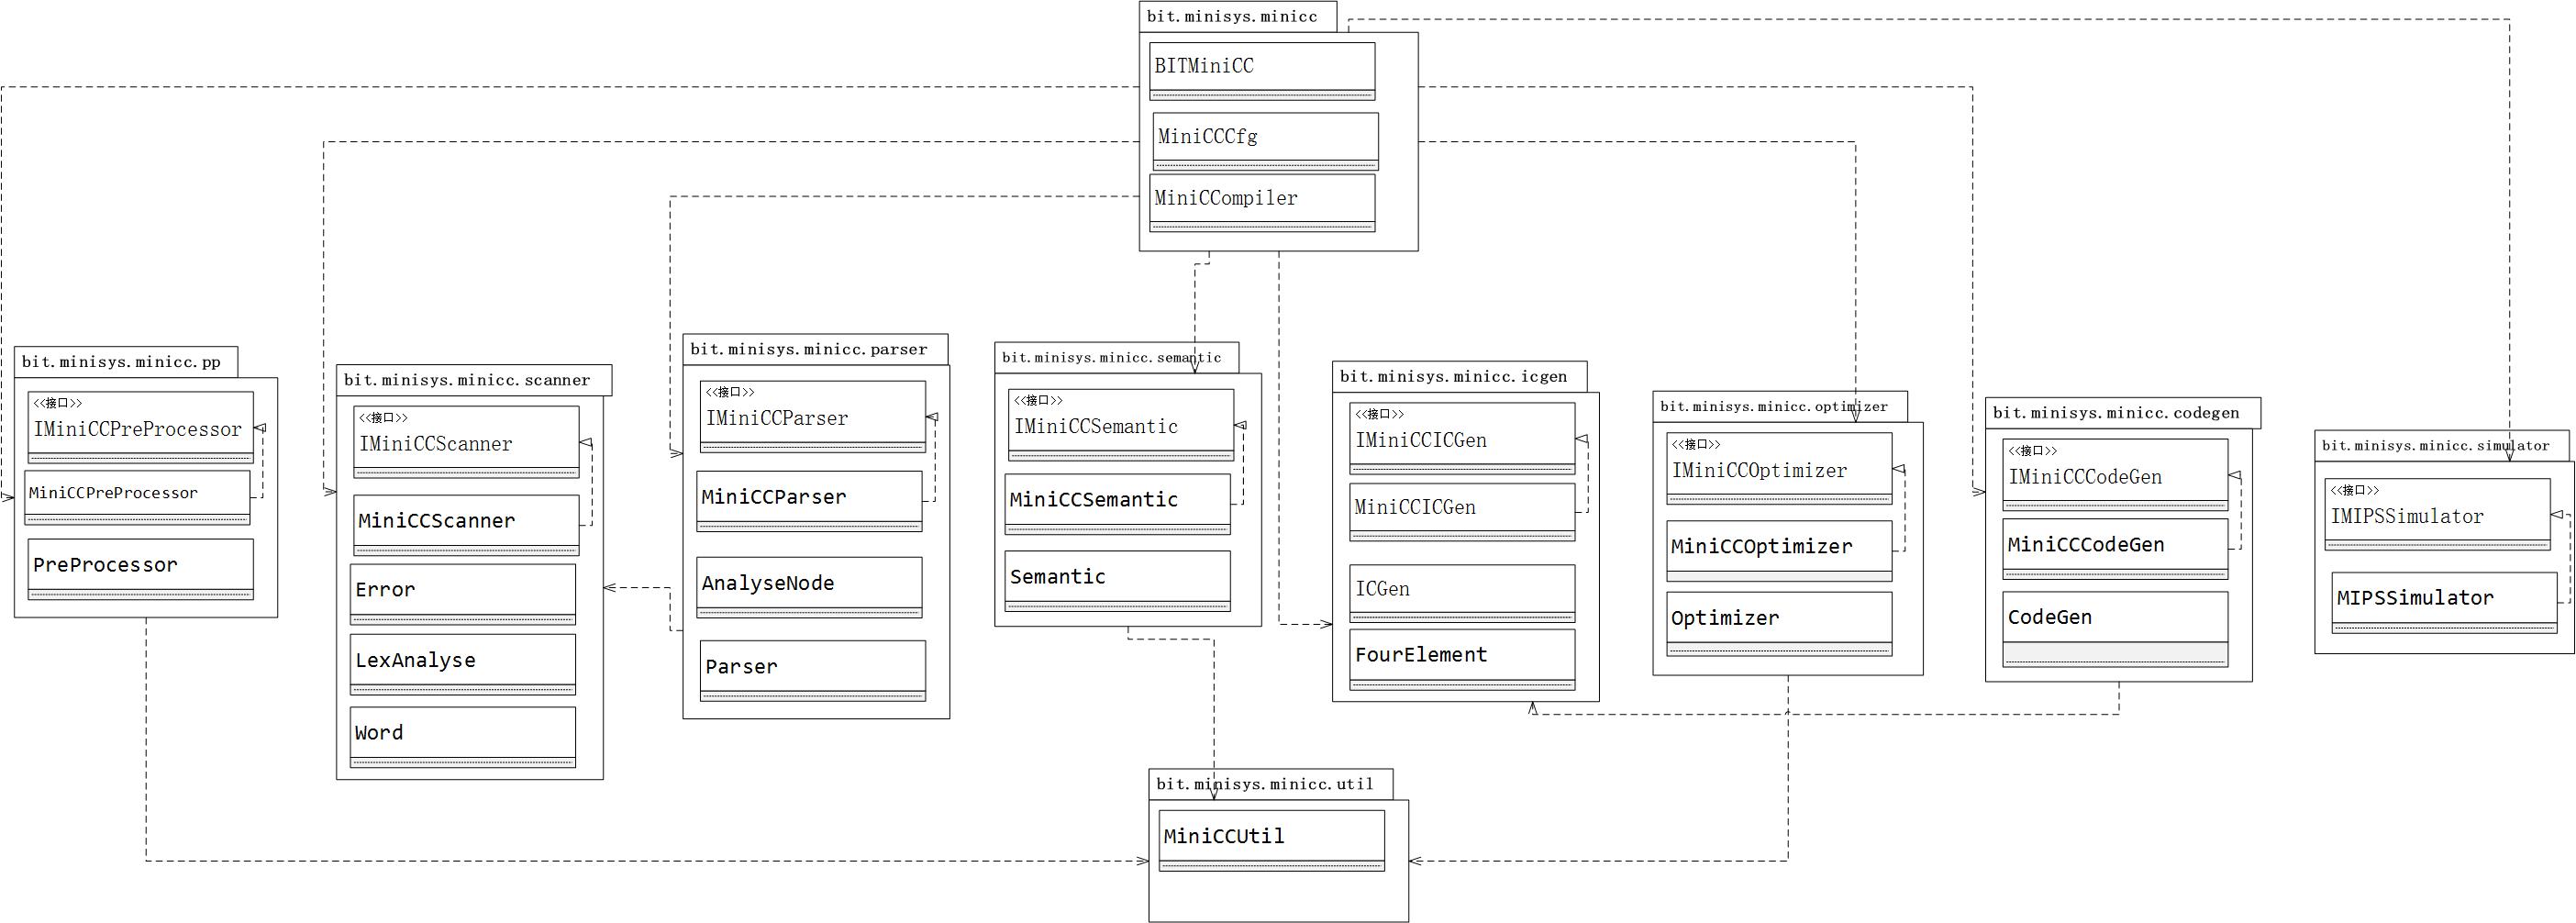 bit.minisys.minicc
BITMiniCC
MiniCCCfg
MiniCCompiler
bit.minisys.minicc.pp
<<接口>>
IMiniCCPreProcessor
MiniCCPreProcessor
PreProcessor
bit.minisys.minicc.scanner
<<接口>>
IMiniCCScanner
MiniCCScanner
Error
LexAnalyse
Word
bit.minisys.minicc.parser
<<接口>>
IMiniCCParser
MiniCCParser
AnalyseNode
Parser
bit.minisys.minicc.semantic
<<接口>>
IMiniCCSemantic
MiniCCSemantic
Semantic
bit.minisys.minicc.icgen
<<接口>>
IMiniCCICGen
MiniCCICGen
ICGen
FourElement
bit.minisys.minicc.optimizer
<<接口>>
IMiniCCOptimizer
MiniCCOptimizer
Optimizer
bit.minisys.minicc.codegen
<<接口>>
IMiniCCCodeGen
MiniCCCodeGen
CodeGen
bit.minisys.minicc.simulator
<<接口>>
IMIPSSimulator
MIPSSimulator
bit.minisys.minicc.util
MiniCCUtil